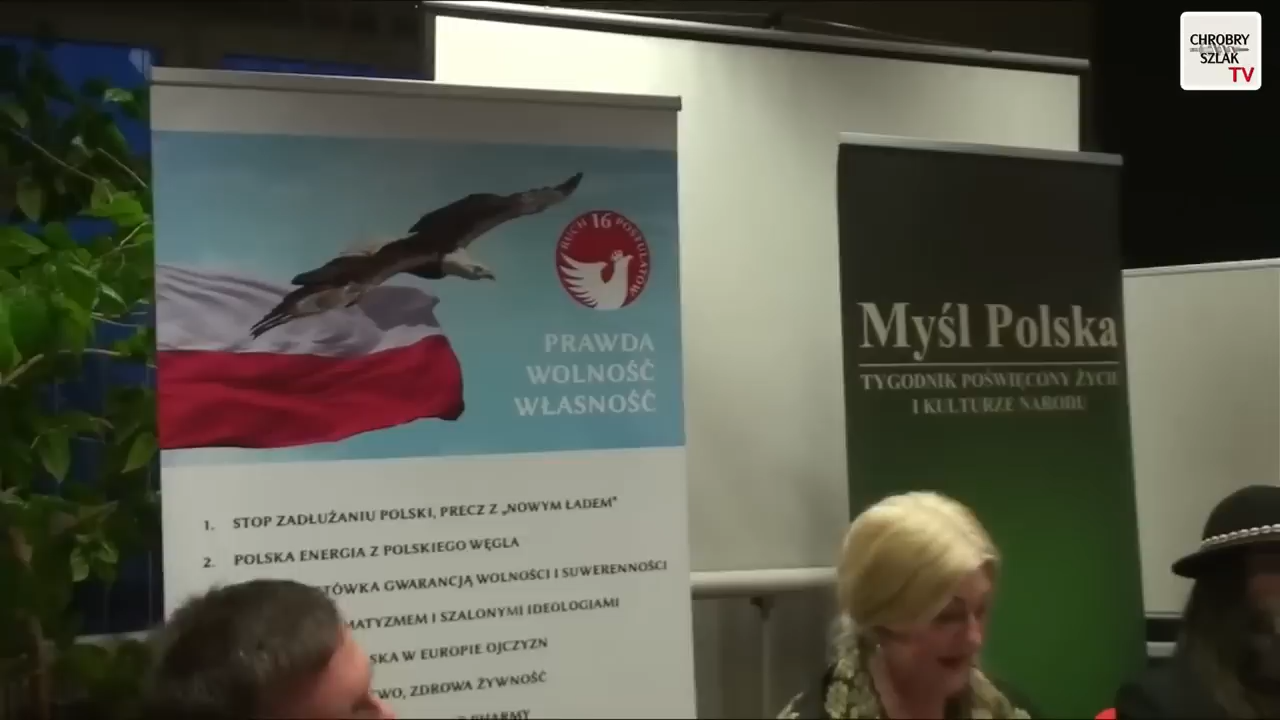 CHROBRY
SZLAK
TV
RUCH 16 POSTULATÓW
PRAWDA
WOLNOŚĆ
WŁASNOŚĆ
1. STOP ZADŁUŻANIU POLSKI, PRECZ Z „NOWYM ŁADEM"
2. POLSKA ENERGIA Z POLSKIEGO WĘGLA
GWARANCJĄ WOLNOŚCI I SUWERENNOŚCI
I SZALONYMI IDEOLOGIAMI
W EUROPIE OJCZYZN
ZDROWA ŻYWNOŚĆ
Myśl Polska
TYGODNIK POŚWIĘCONY ŻYCIU
I KULTURZE NARODU